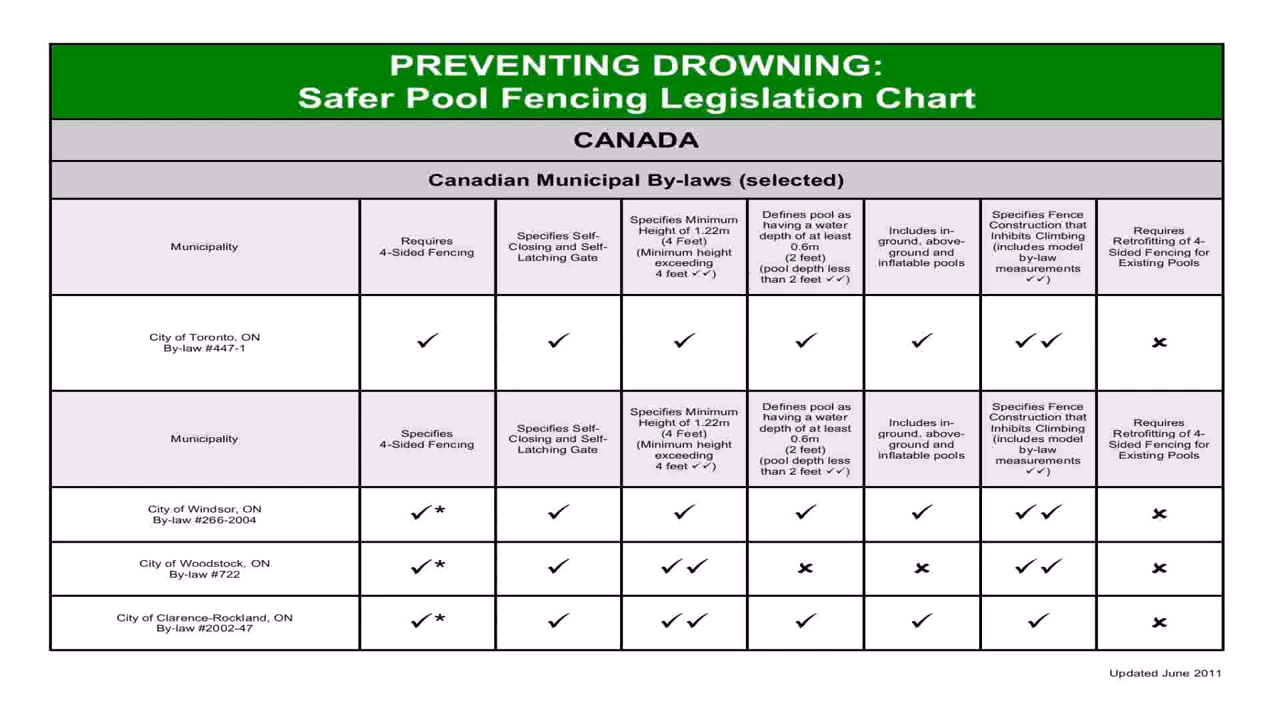 PREVENTING DROWNING:
Safer Pool Fencing Legislation Chart
CANADA
Canadian Municipal By-laws (selected)
Municipality
Requires
4-Sided Fencing
Specifies Self-
Closing and Self-
Latching Gate
Specifies Minimum
Height of 1.22m
(4 Feet)
(Minimum height
exceeding
4 feet ✓✓)
Defines pool as
having a water
depth of at least
0.6m
(2 feet)
(pool depth less
than 2 feet ✓✓)
Includes in-
ground, above-
ground and
inflatable pools
Specifies Fence
Construction that
Inhibits Climbing
(includes model
by-law
measurements
✓✓)
Requires
Retrofitting of 4-
Sided Fencing for
Existing Pools
City of Toronto, ON
By-law #447-1
✓ ✓ ✓ ✓ ✓ ✓✓ ×
Municipality
Specifies
4-Sided Fencing
Specifies Self-
Closing and Self-
Latching Gate
Specifies Minimum
Height of 1.22m
(4 Feet)
(Minimum height
exceeding
4 feet ✓✓)
Defines pool as
having a water
depth of at least
0.6m
(2 feet)
(pool depth less
than 2 feet ✓✓)
Includes in-
ground, above-
ground and
inflatable pools
Specifies Fence
Construction that
Inhibits Climbing
(includes model
by-law
measurements
✓✓)
Requires
Retrofitting of 4-
Sided Fencing for
Existing Pools
City of Windsor, ON
By-law #266-2004
✓* ✓ ✓ ✓ ✓ ✓✓ ×
City of Woodstock, ON
By-law #722
✓* ✓ ✓✓ × × ✓✓ ×
City of Clarence-Rockland, ON
By-law #2002-47
✓* ✓ ✓✓ ✓ ✓ ✓ ×
Updated June 2011